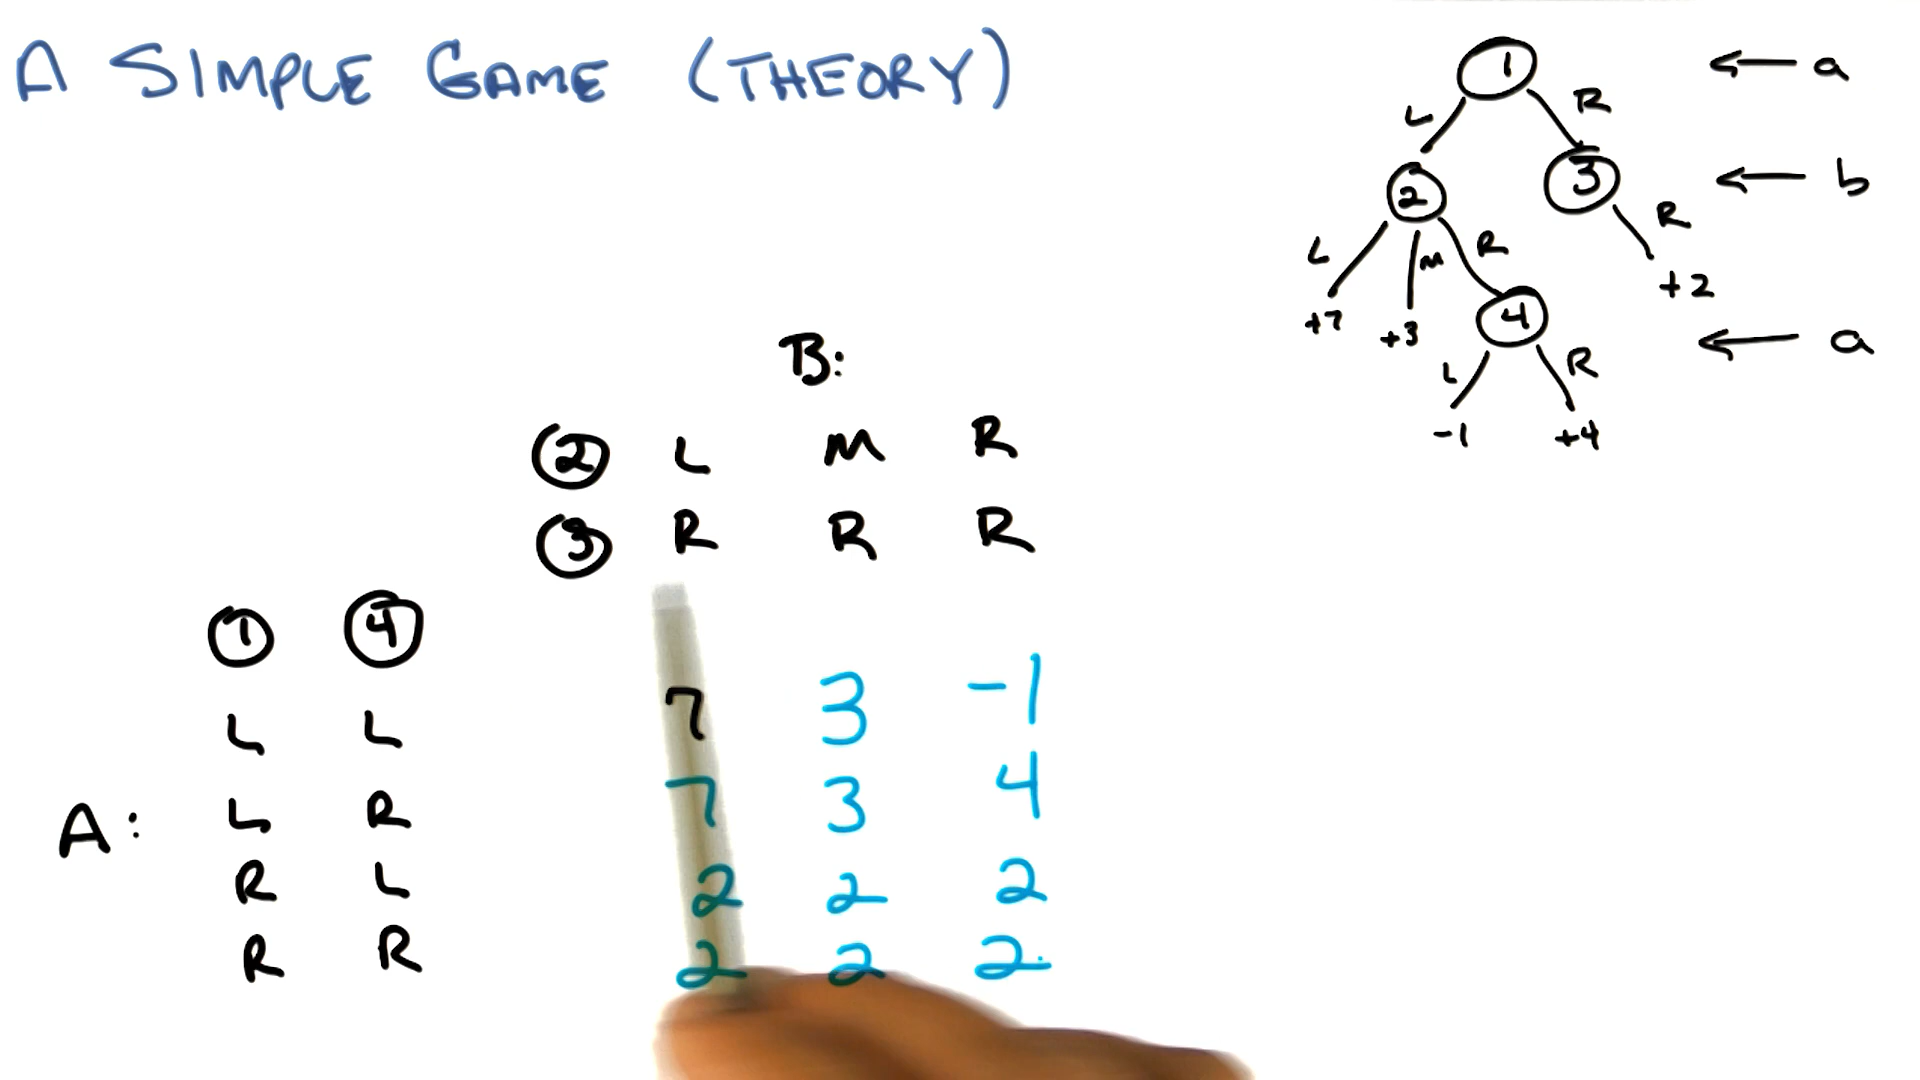 A SIMPLE GAME (THEORY)
1 ← a
L R
2 3 ← b
L M R R
+7 +3 4 +2 ← a
L R
-1 +4
B:
2 L M R
3 R R R
1 4
L L 7 3 -1
A: L R 7 3 4
R L 2 2 2
R R 2 2 2